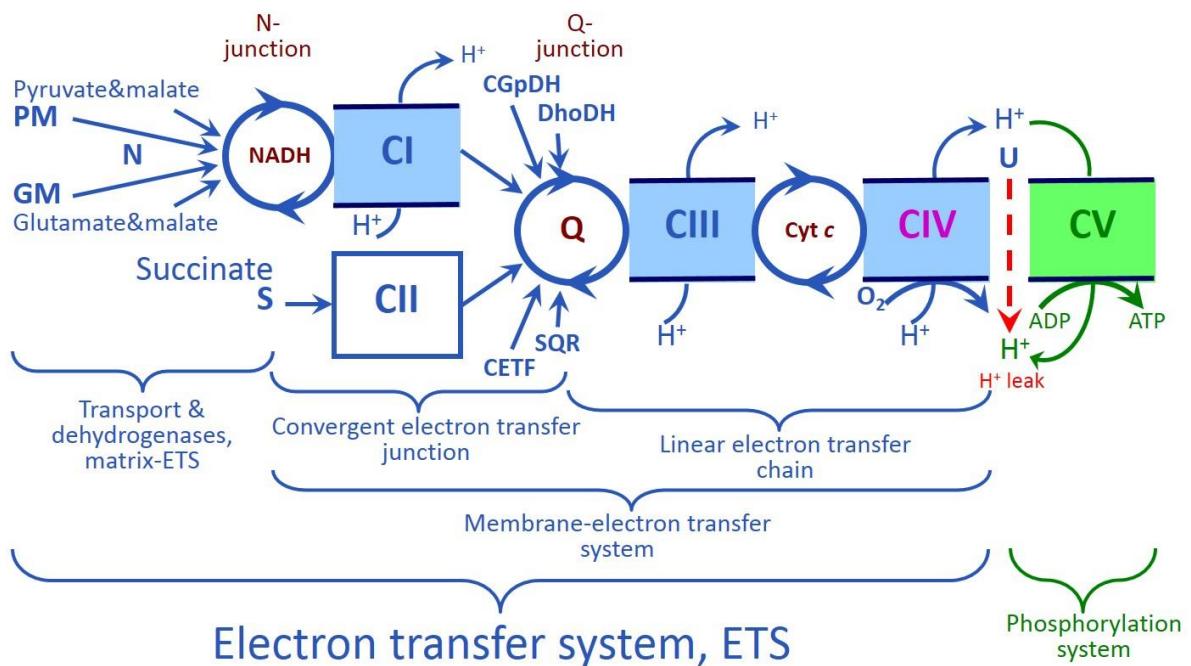 N-
junction
Q-
junction
H⁺
CGpDH
DhoDH
H⁺
H⁺
Pyruvate&malate
PM
N
GM
Glutamate&malate
NADH
CI
H⁺
Q
CIII
H⁺
Cyt c
CIV
O₂
H⁺
U
CV
ADP
ATP
H⁺
H⁺ leak
Succinate
S
CII
SQR
CETF
Transport &
dehydrogenases,
matrix-ETS
Convergent electron transfer
junction
Linear electron transfer
chain
Membrane-electron transfer
system
Electron transfer system, ETS
Phosphorylation
system